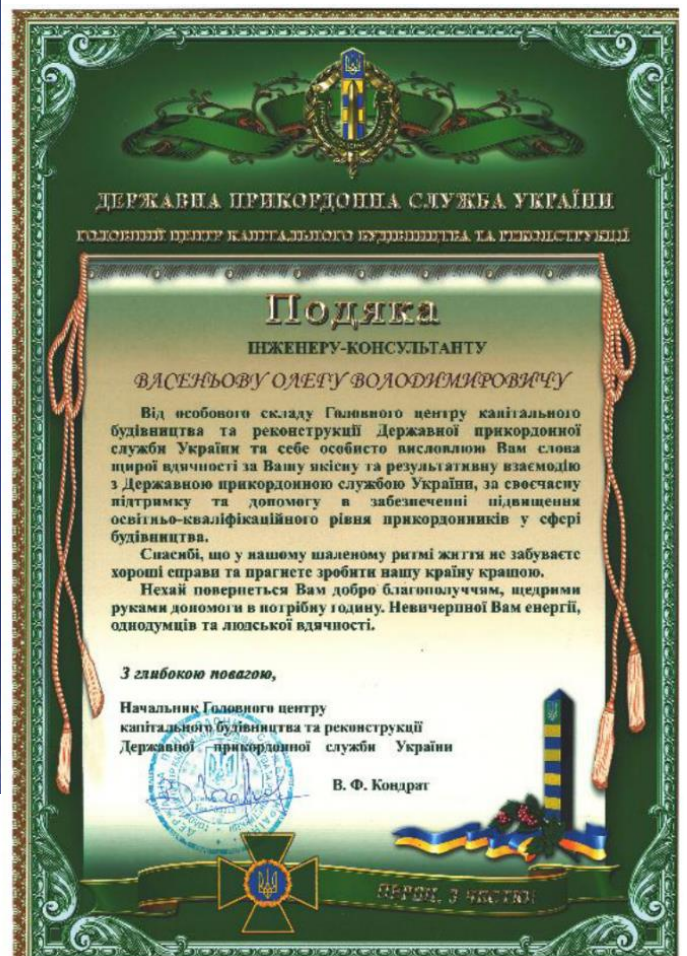 ДЕРЖАВНА ПРИКОРДОННА СЛУЖБА УКРАЇНИ
ГОЛОВНИЙ ЦЕНТР КАПІТАЛЬНОГО БУДІВНИЦТВА ТА РЕКОНСТРУКЦІЇ
Подяка
ІНЖЕНЕРУ-КОНСУЛЬТАНТУ
ВАСЕНЬОВУ ОЛЕГУ ВОЛОДИМИРОВИЧУ
Від особового складу Головного центру капітального
будівництва та реконструкції Державної прикордонної
служби України та себе особисто висловлюю Вам слова
щирої вдячності за Вашу якісну та результативну взаємодію
з Державною прикордонною службою України, за своєчасну
підтримку та допомогу в забезпеченні підвищення
освітньо-кваліфікаційного рівня прикордонників у сфері
будівництва.
Спасибі, що у нашому шаленому ритмі життя не забуваєте
хороші справи та прагнете зробити нашу країну кращою.
Нехай повернеться Вам добро благополуччям, щедрими
руками допомоги в потрібну годину. Невичерпної Вам енергії,
однодумців та людської вдячності.
З глибокою повагою,
Начальник Головного центру
капітального будівництва та реконструкції
Державної прикордонної служби України
В. Ф. Кондрат
З ЧЕСТЮ!